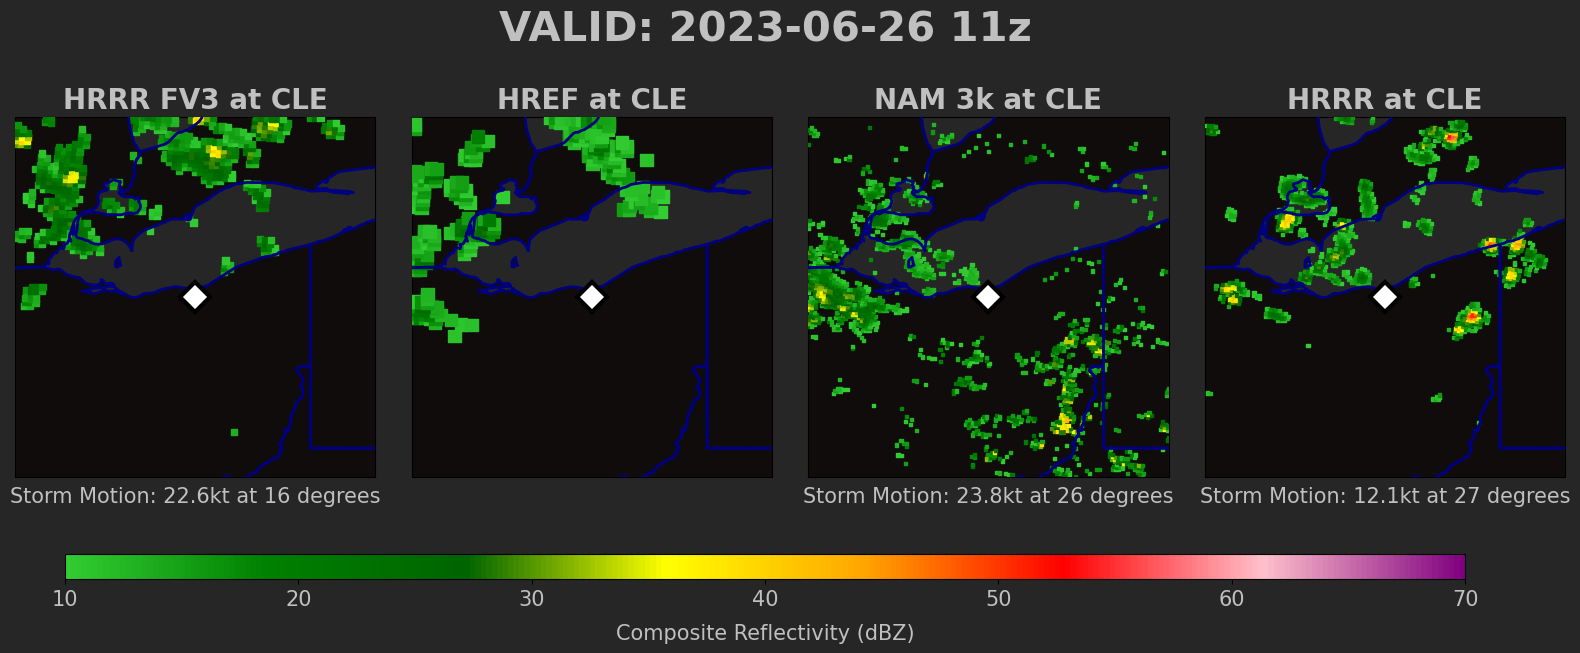 VALID: 2023-06-26 11z
HRRR FV3 at CLE
HREF at CLE
NAM 3k at CLE
HRRR at CLE
Storm Motion: 22.6kt at 16 degrees
Storm Motion: 23.8kt at 26 degrees
Storm Motion: 12.1kt at 27 degrees
10 20 30 40 50 60 70
Composite Reflectivity (dBZ)